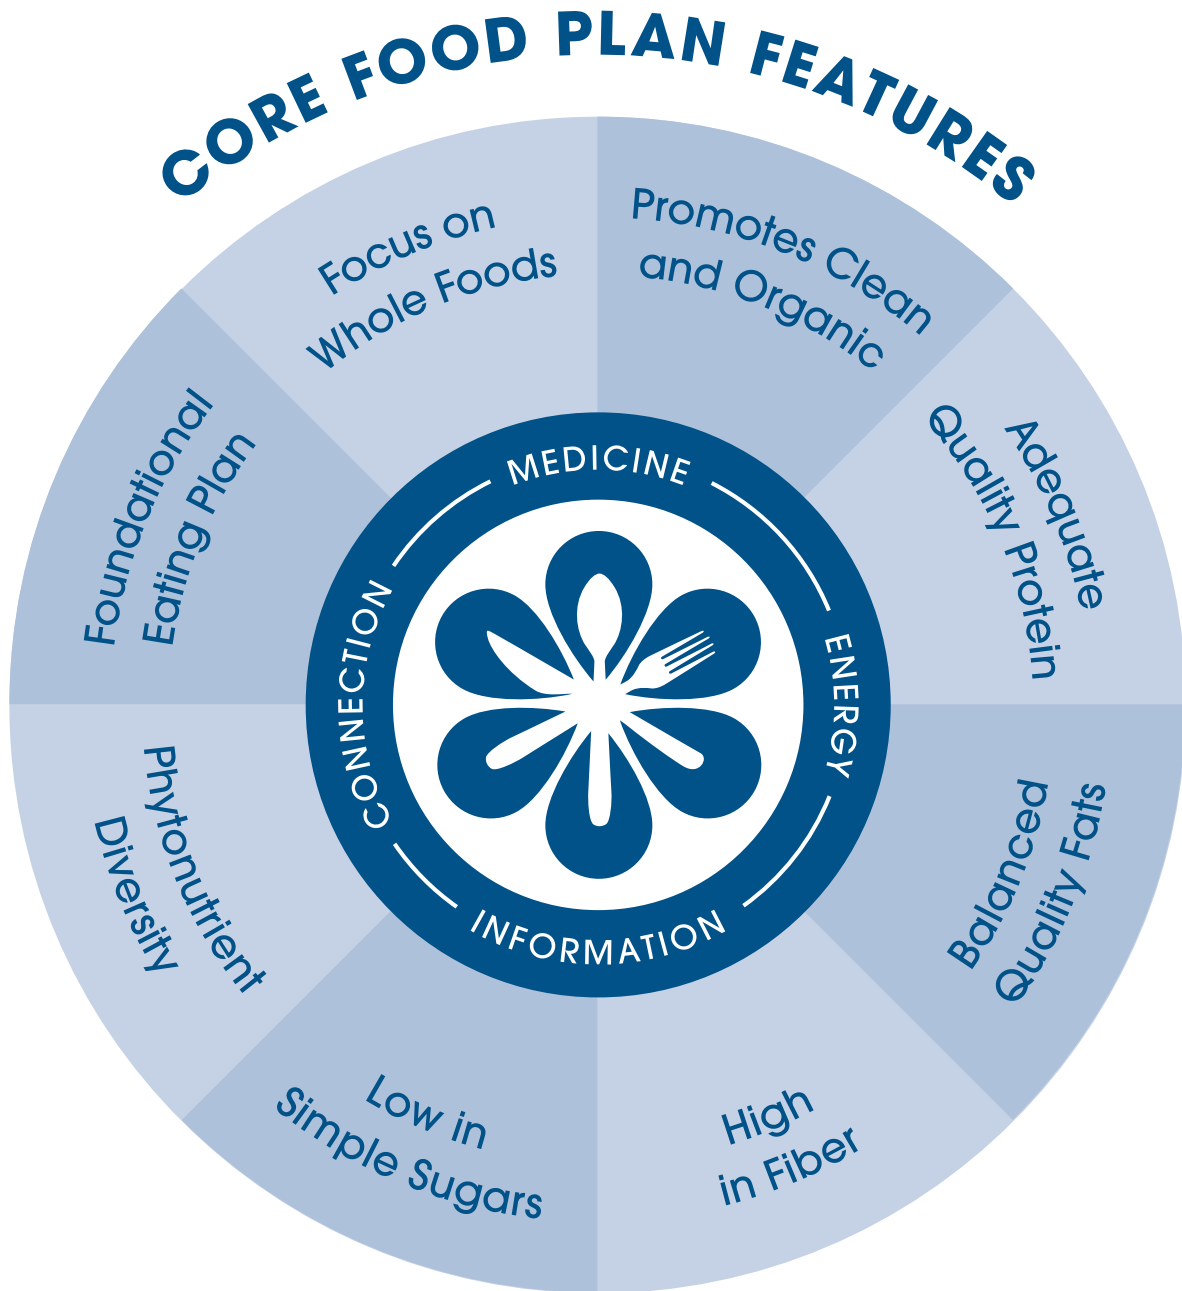 CORE FOOD PLAN FEATURES
Focus on
Whole Foods
Promotes Clean
and Organic
Adequate
Quality Protein
Balanced
Quality Fats
High
in Fiber
Low in
Simple Sugars
Phytonutrient
Diversity
Foundational
Eating Plan
MEDICINE
ENERGY
INFORMATION
CONNECTION